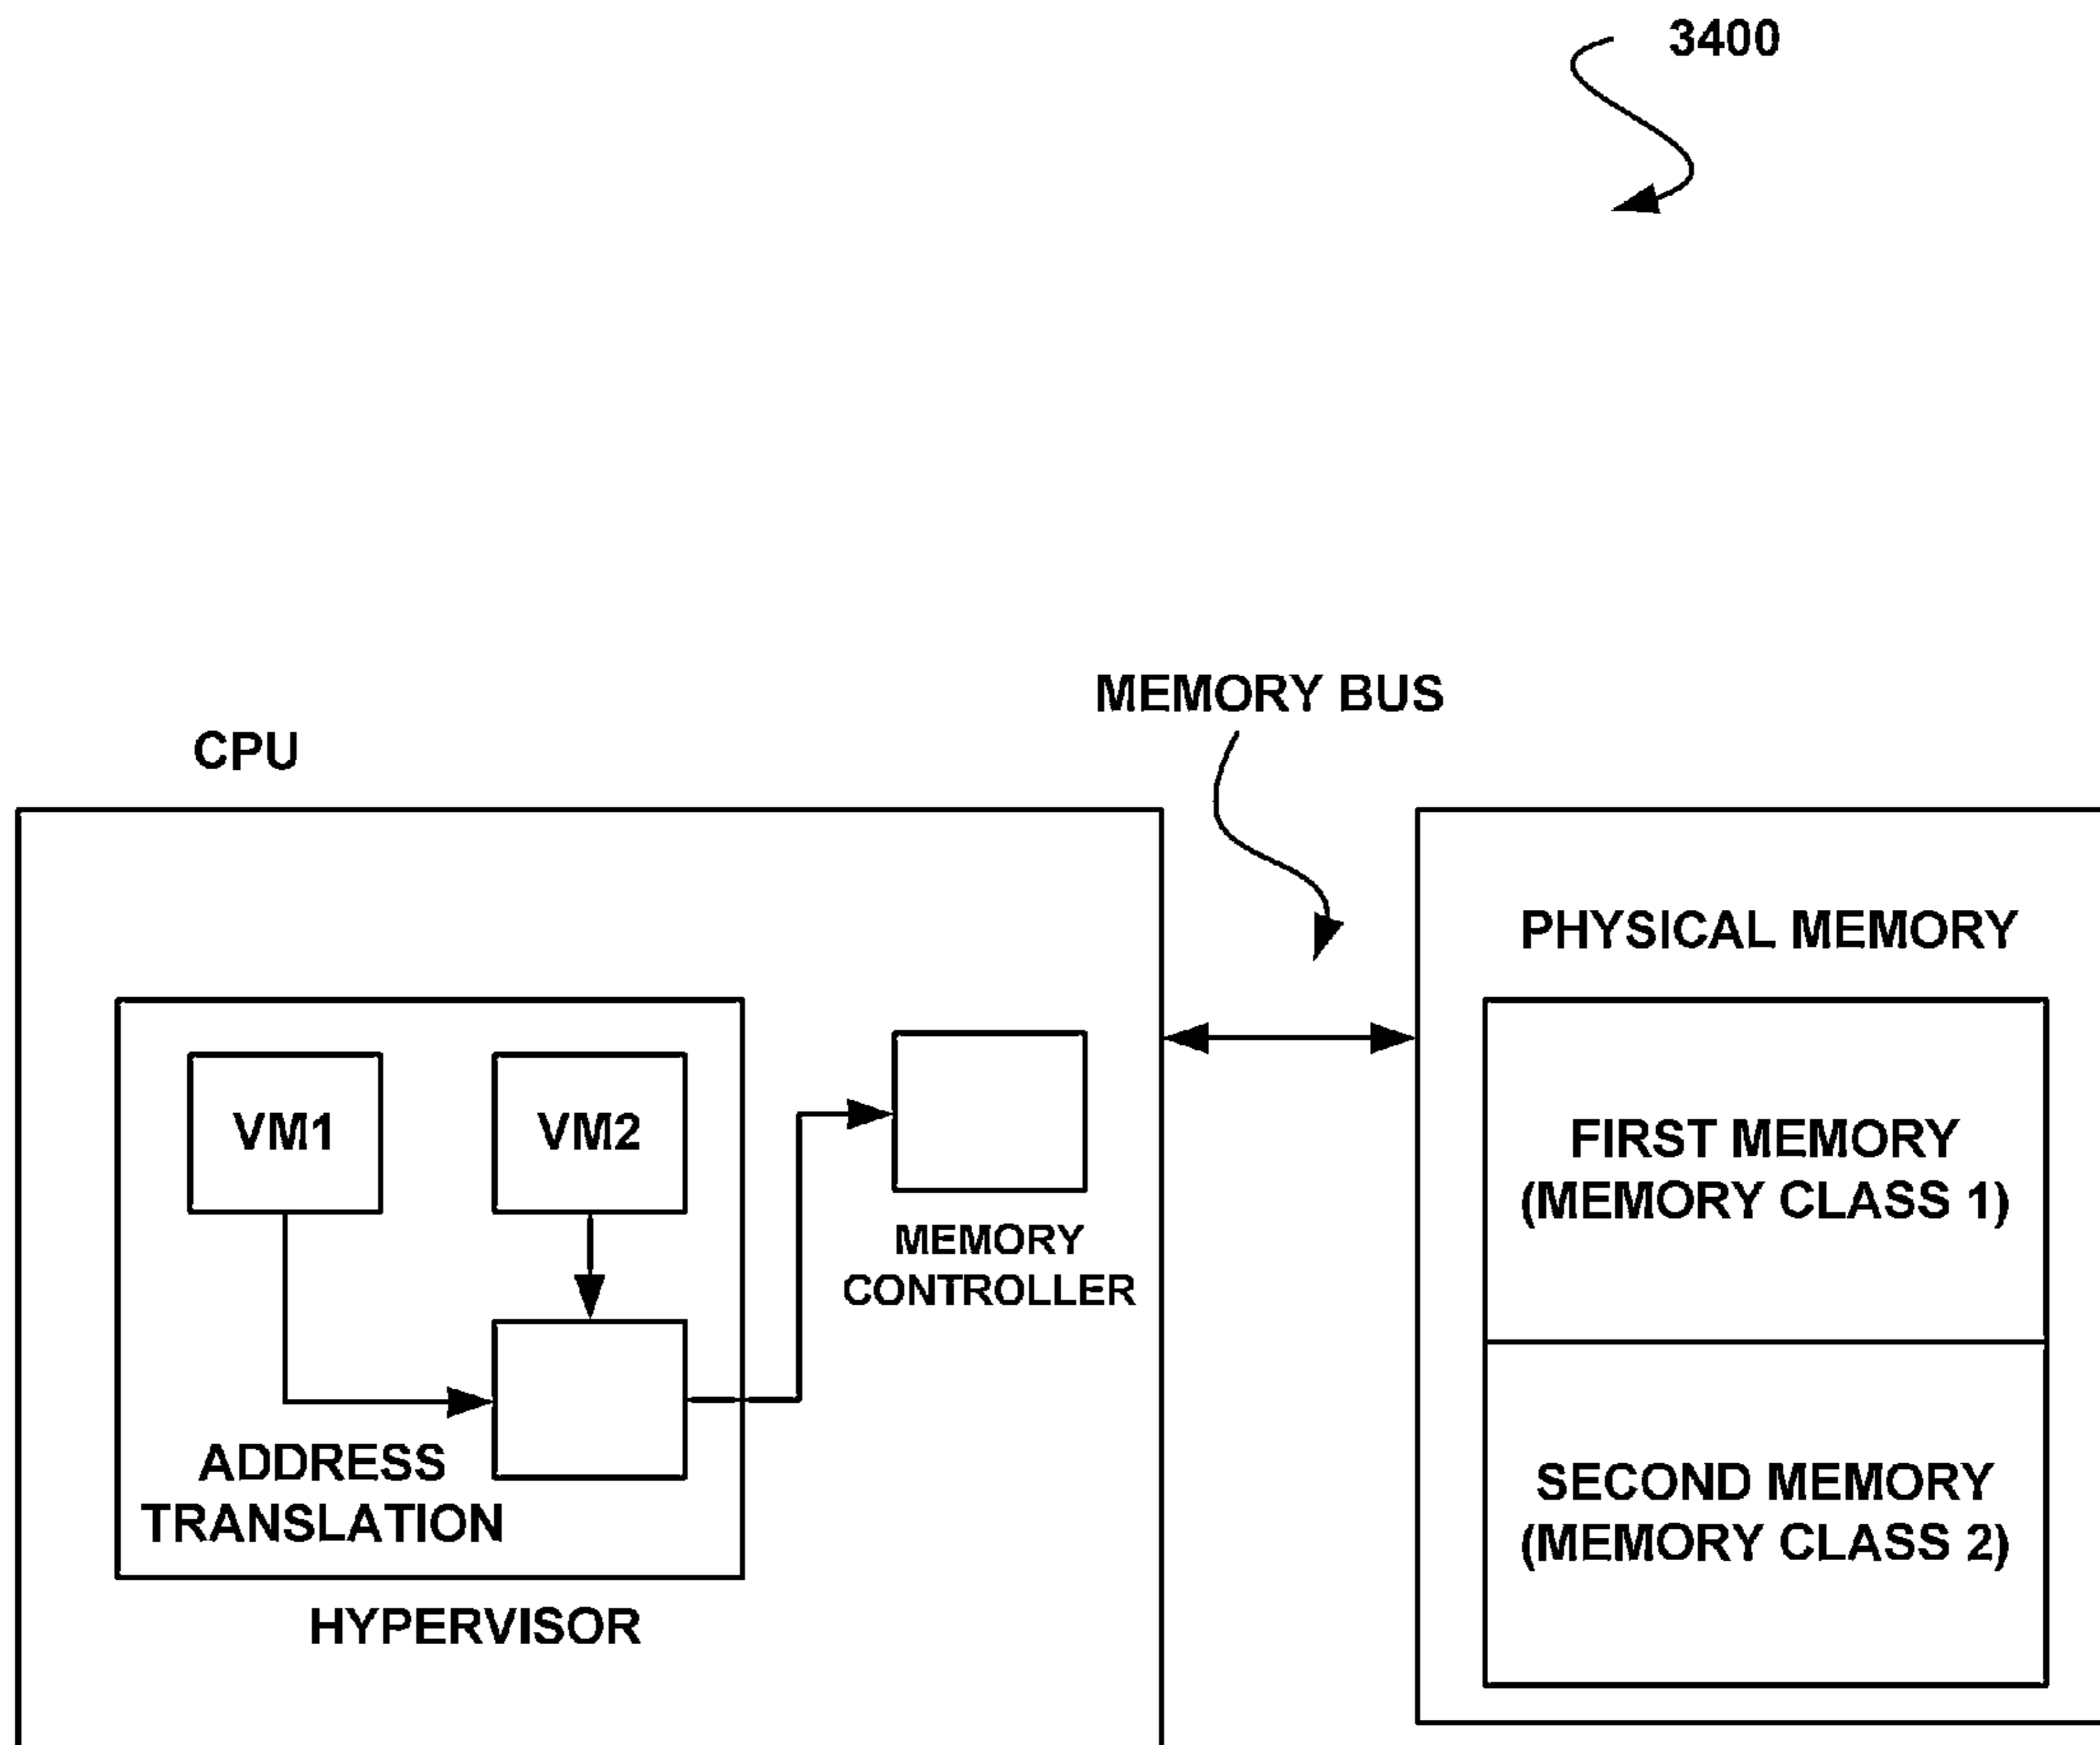 3400
MEMORY BUS
CPU
PHYSICAL MEMORY
VM1
VM2
FIRST MEMORY
(MEMORY CLASS 1)
MEMORY
CONTROLLER
ADDRESS
TRANSLATION
SECOND MEMORY
(MEMORY CLASS 2)
HYPERVISOR